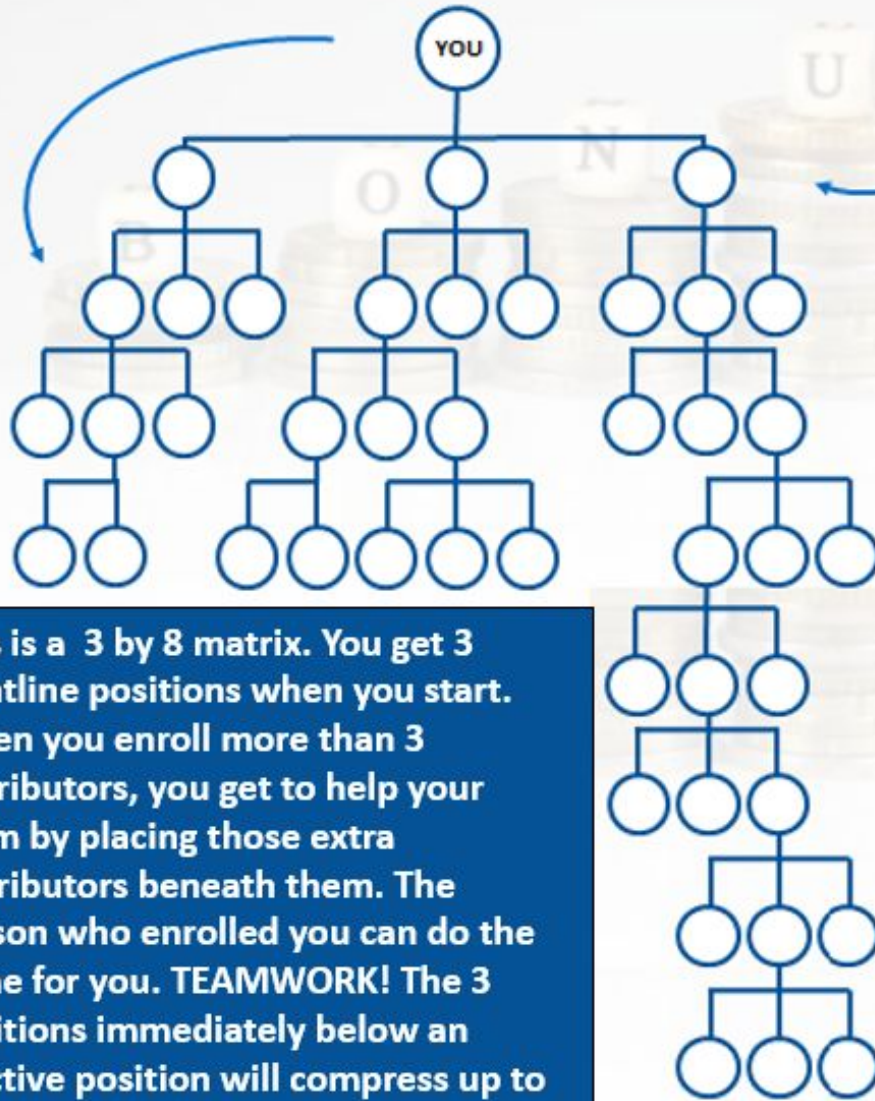 YOU
B O N U
is a 3 by 8 matrix. You get 3
positions when you start.
you enroll more than 3
you get to help your
by placing those extra
beneath them. The
who enrolled you can do the
for you. TEAMWORK! The 3
immediately below an
position will compress up to